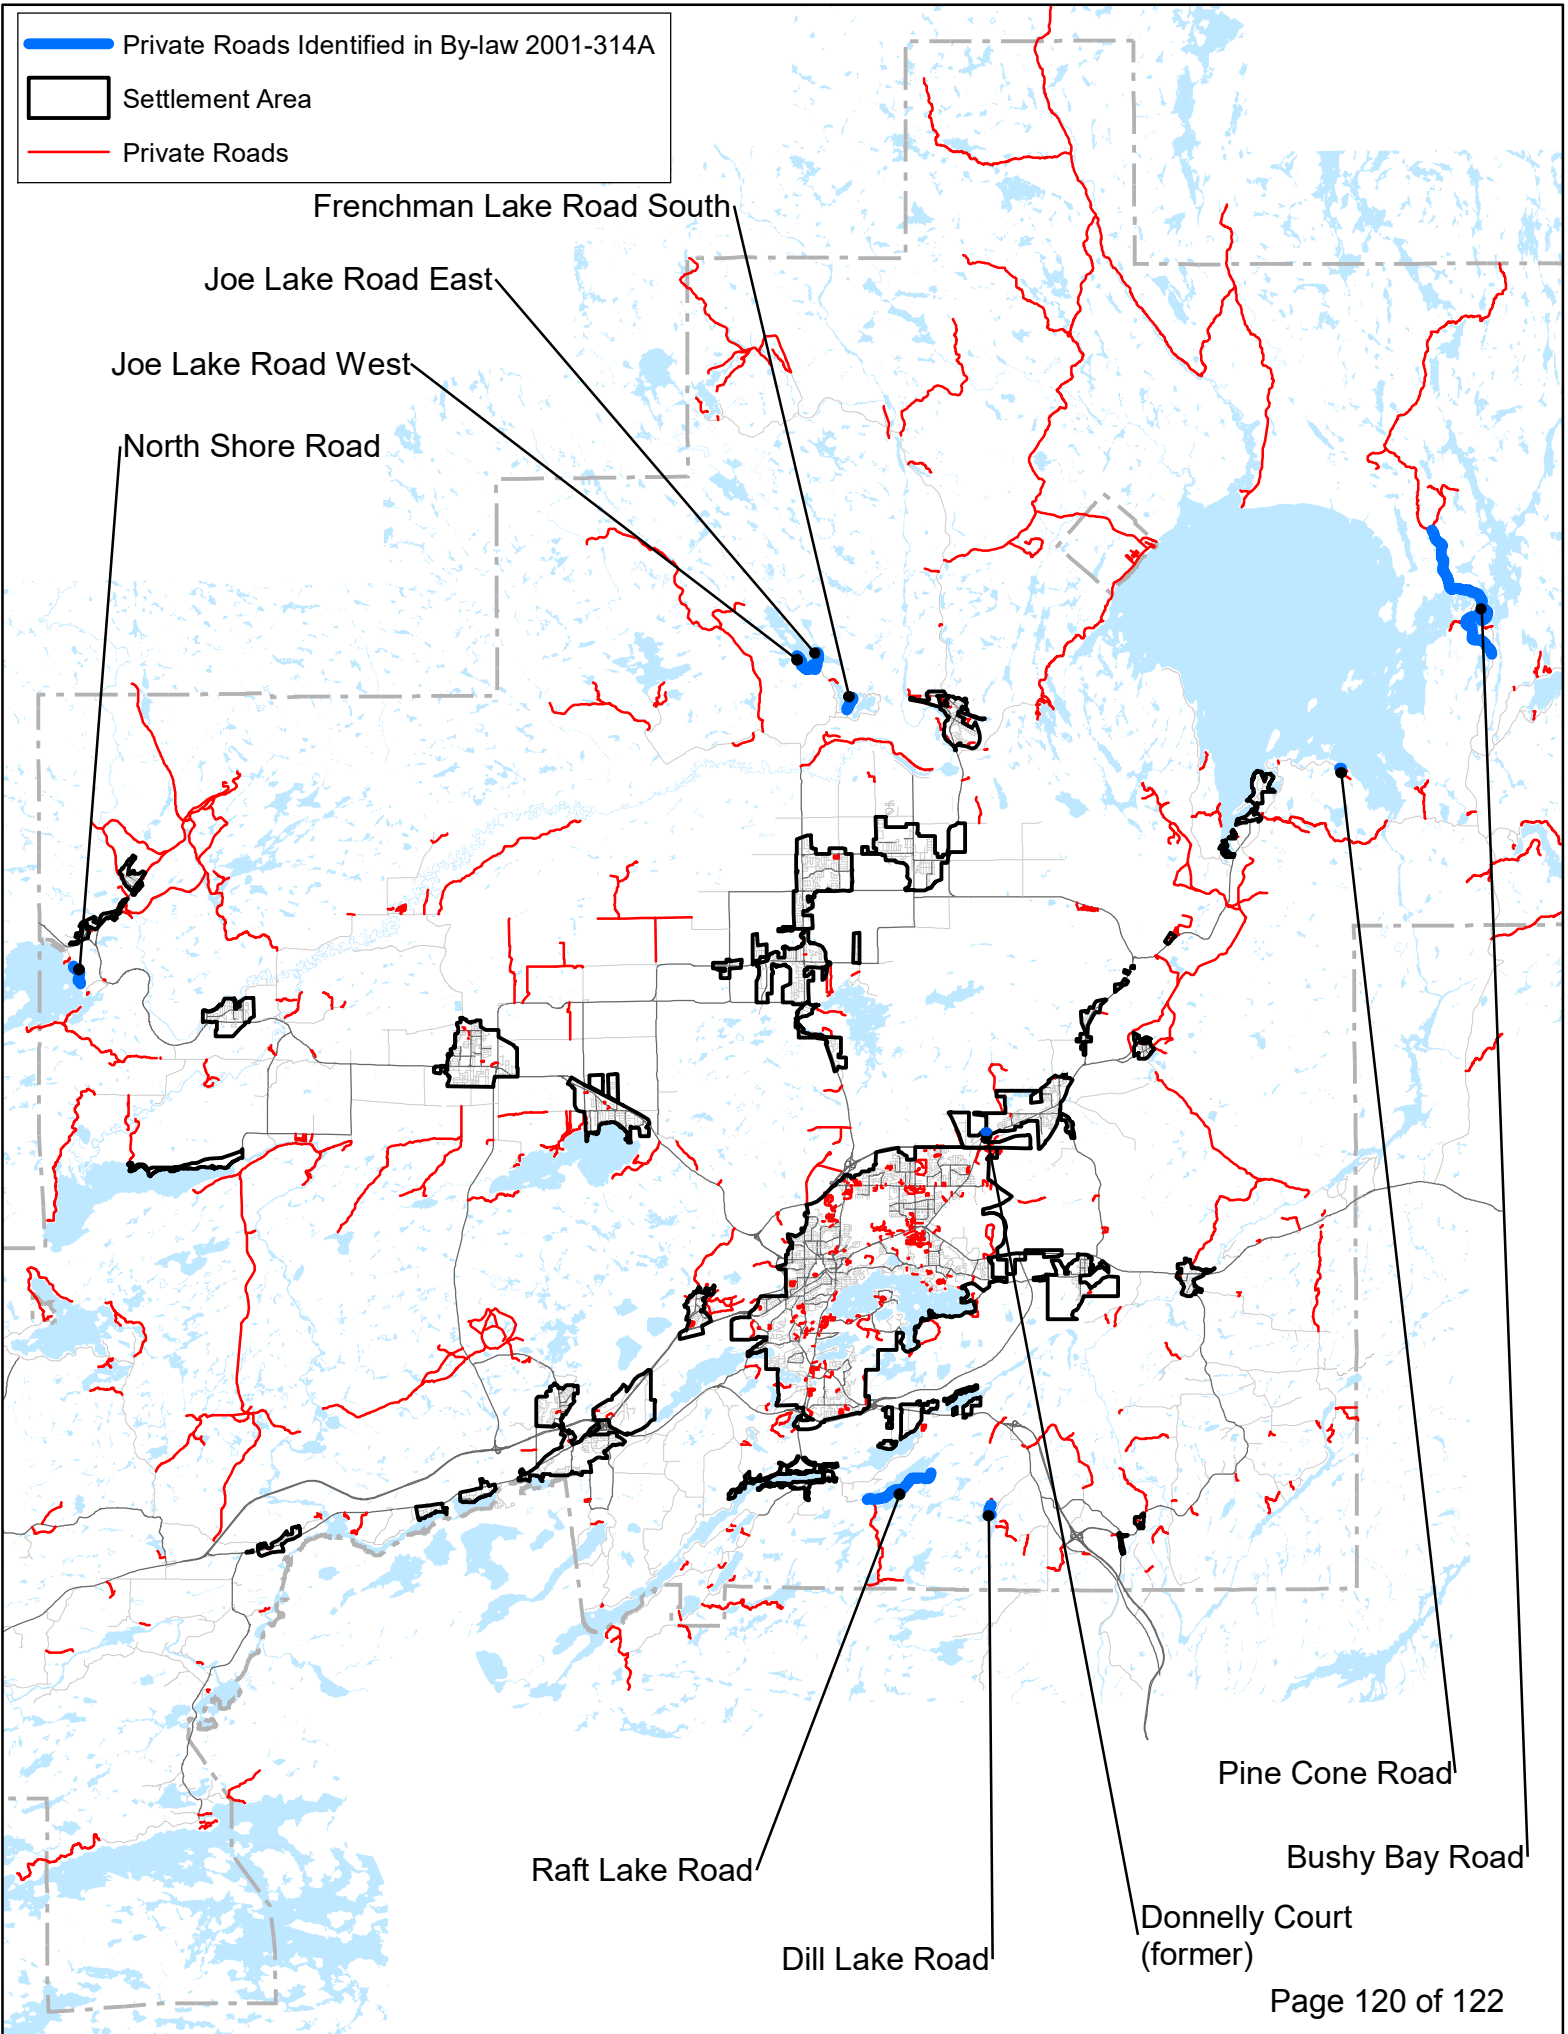 Private Roads Identified in By-law 2001-314A
Settlement Area
Private Roads
Frenchman Lake Road South
Joe Lake Road East
Joe Lake Road West
North Shore Road
Pine Cone Road
Bushy Bay Road
Raft Lake Road
Donnelly Court
(former)
Dill Lake Road
Page 120 of 122